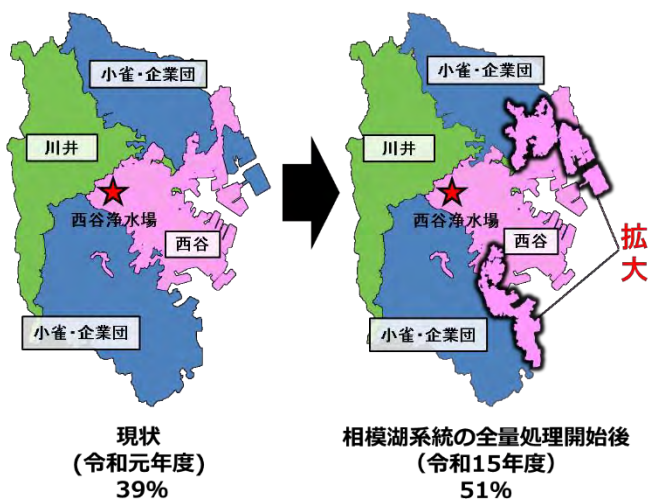 小雀・企業団
川井
西谷浄水場
西谷
小雀・企業団
現状
(令和元年度)
39%
小雀・企業団
川井
西谷浄水場
西谷
拡大
小雀・企業団
相模湖系統の全量処理開始後
（令和15年度）
51%